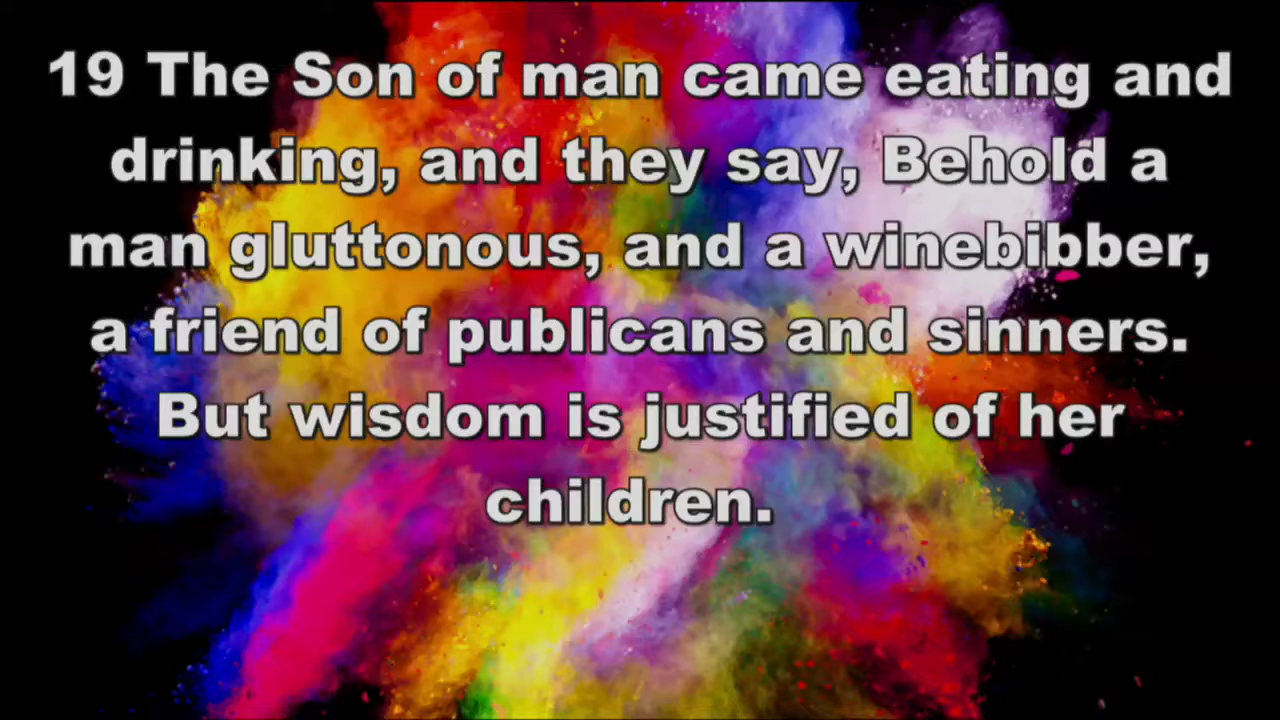 19 The Son of man came eating and
drinking, and they say, Behold a
man gluttonous, and a winebibber,
a friend of publicans and sinners.
But wisdom is justified of her
children.